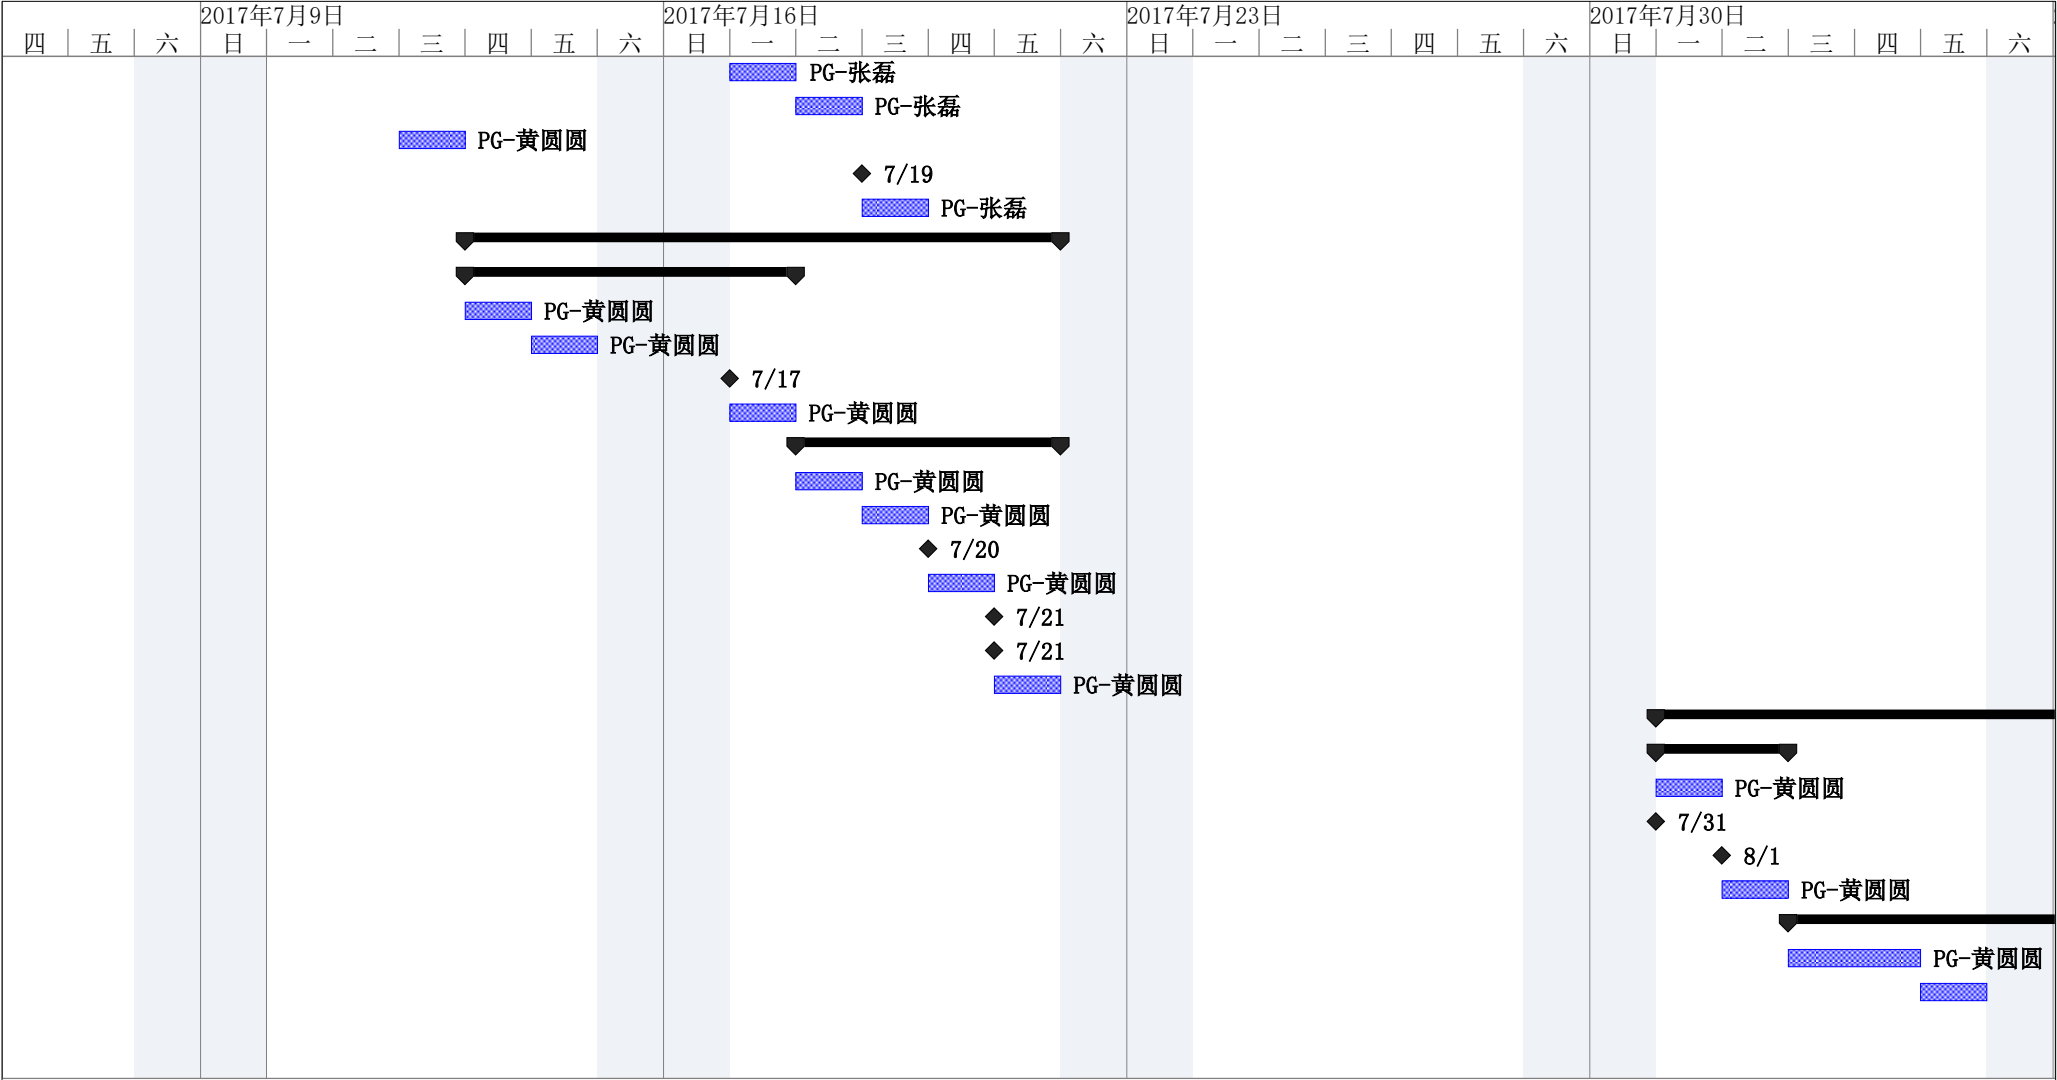 2017年7月9日 2017年7月16日 2017年7月23日 2017年7月30日
四 五 六 日 一 二 三 四 五 六 日 一 二 三 四 五 六 日 一 二 三 四 五 六 日 一 二 三 四 五 六
PG-张磊
PG-张磊
PG-黄圆圆
7/19
PG-张磊
PG-黄圆圆
PG-黄圆圆
7/17
PG-黄圆圆
PG-黄圆圆
PG-黄圆圆
7/20
PG-黄圆圆
7/21
7/21
PG-黄圆圆
PG-黄圆圆
7/31
8/1
PG-黄圆圆
PG-黄圆圆